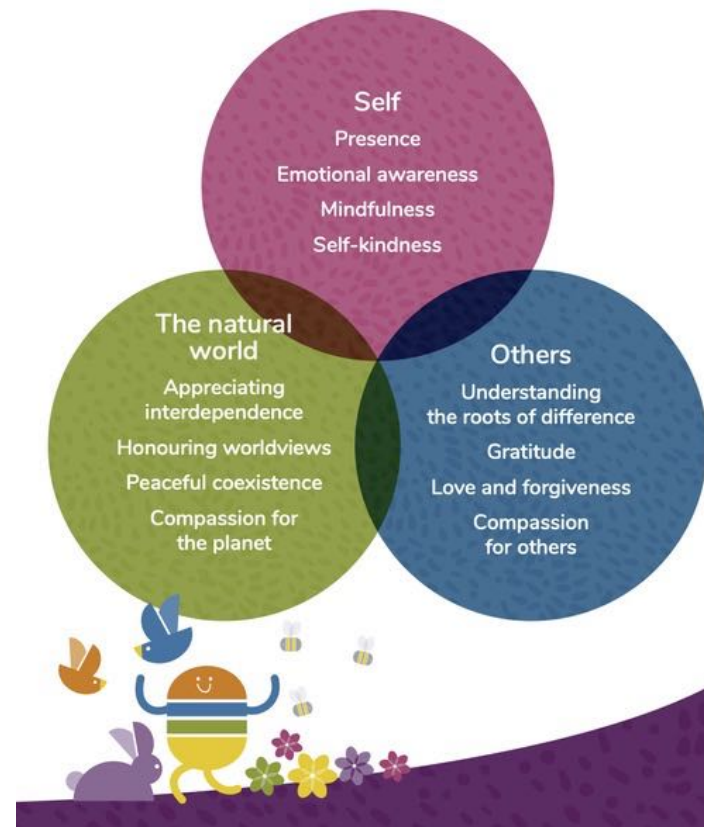 Self
Presence
Emotional awareness
Mindfulness
Self-kindness
The natural
world
Appreciating
interdependence
Honouring worldviews
Peaceful coexistence
Compassion for
the planet
Others
Understanding
the roots of difference
Gratitude
Love and forgiveness
Compassion
for others